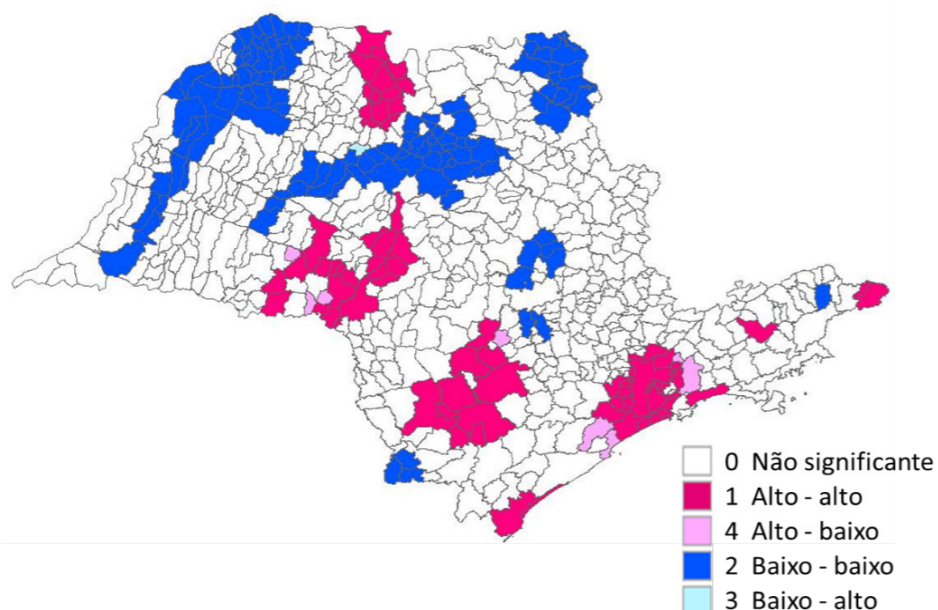 0 Não significante
1 Alto - alto
4 Alto - baixo
2 Baixo - baixo
3 Baixo - alto